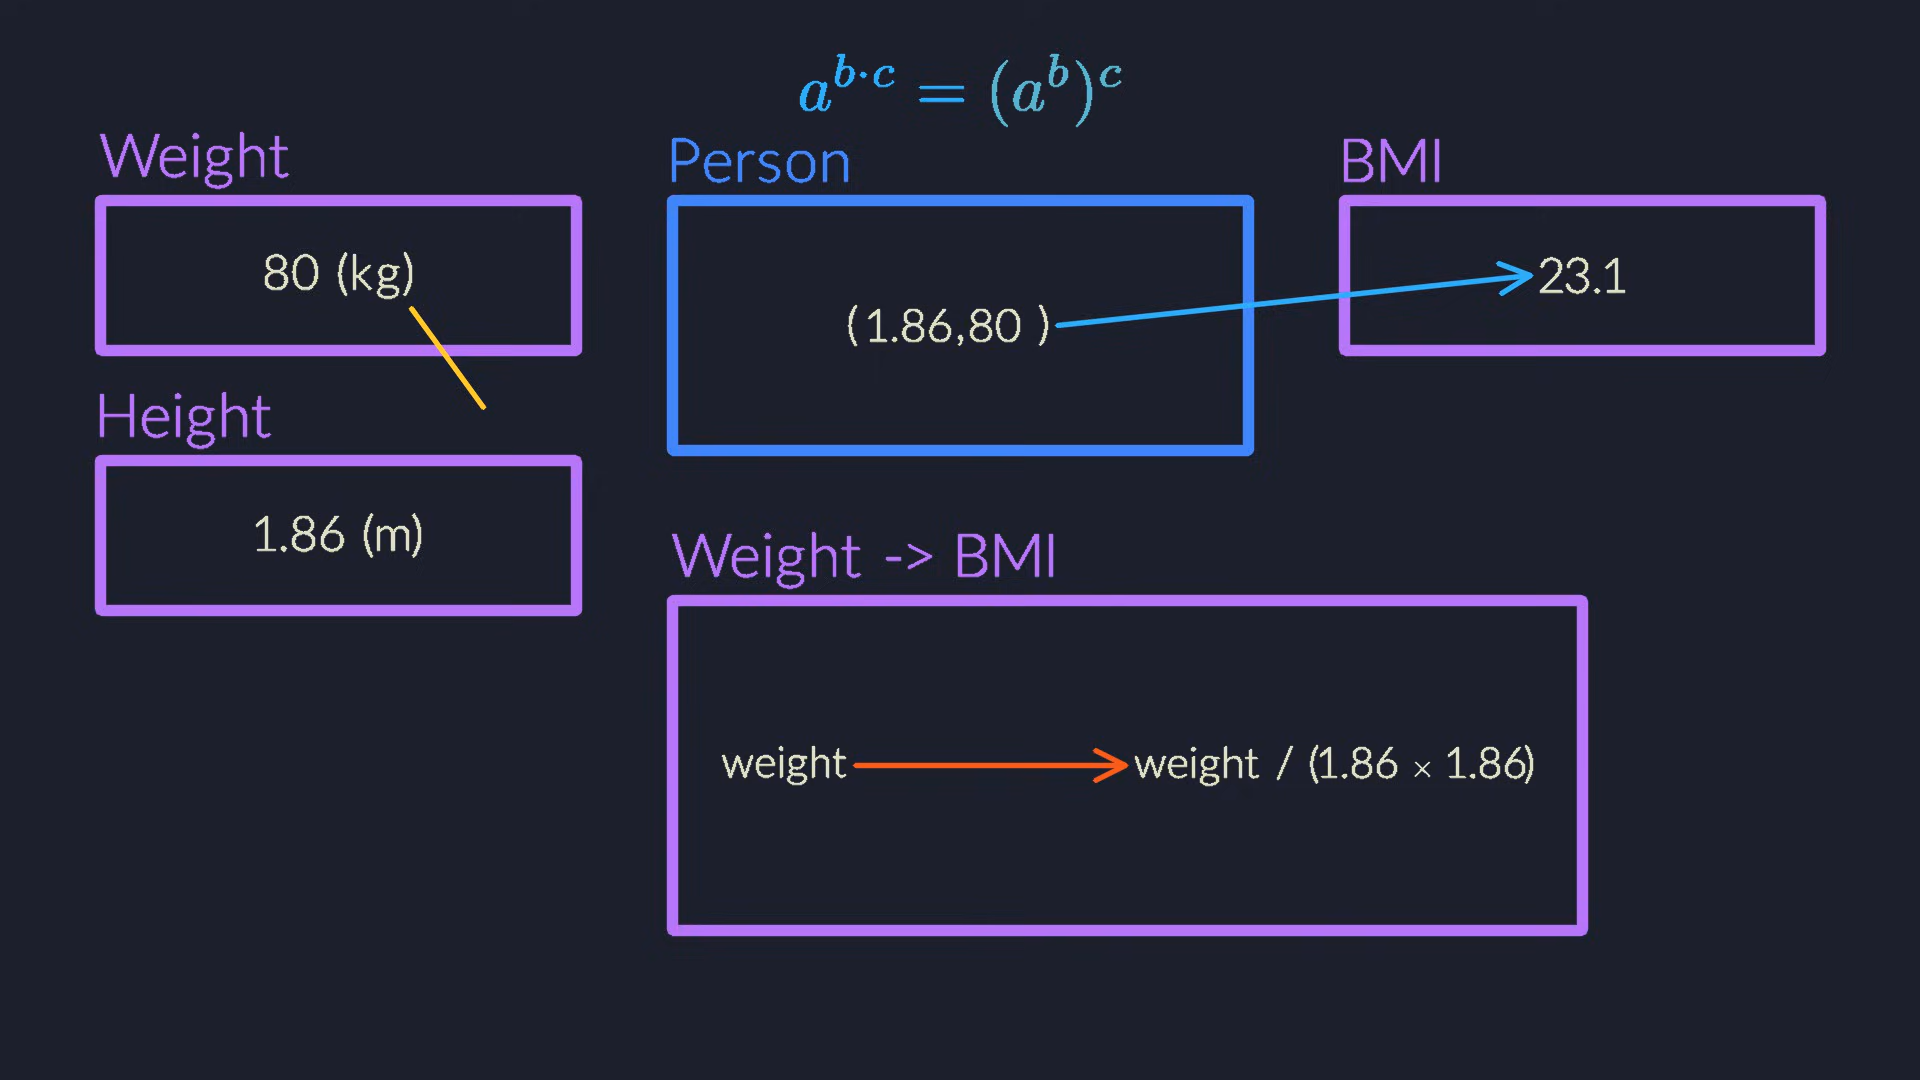 a^{b·c} = (a^b)^c
Weight
80 (kg)
Height
1.86 (m)
Person
(1.86,80 )
BMI
23.1
Weight -> BMI
weight weight / (1.86 × 1.86)